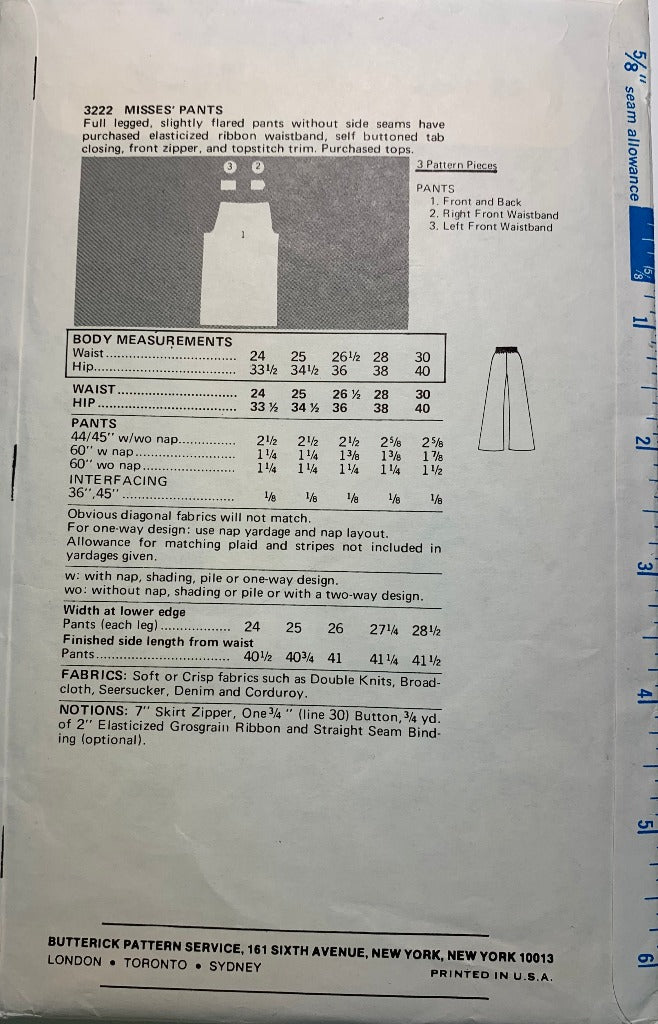 3222 MISSES' PANTS
Full legged, slightly flared pants without side seams have
purchased elasticized ribbon waistband, self buttoned tab
closing, front zipper, and topstitch trim. Purchased tops.
3 2
1
3 Pattern Pieces
PANTS
1. Front and Back
2. Right Front Waistband
3. Left Front Waistband
BODY MEASUREMENTS
Waist 24 25 26½ 28 30
Hip 33½ 34½ 36 38 40
WAIST 24 25 26 ½ 28 30
HIP 33 ½ 34 ½ 36 38 40
PANTS
44/45" w/wo nap 2½ 2½ 2½ 2⅝ 2⅝
60" w nap 1¼ 1¼ 1⅜ 1⅜ 1⅞
60" wo nap 1¼ 1¼ 1¼ 1¼ 1½
INTERFACING
36",45" ⅛ ⅛ ⅛ ⅛ ⅛
Obvious diagonal fabrics will not match.
For one-way design: use nap yardage and nap layout.
Allowance for matching plaid and stripes not included in
yardages given.
w: with nap, shading, pile or one-way design.
wo: without nap, shading or pile or with a two-way design.
Width at lower edge
Pants (each leg) 24 25 26 27¼ 28½
Finished side length from waist
Pants 40½ 40¾ 41 41¼ 41½
FABRICS: Soft or Crisp fabrics such as Double Knits, Broad-
cloth, Seersucker, Denim and Corduroy.
NOTIONS: 7" Skirt Zipper, One ¾" (line 30) Button, ¾ yd.
of 2" Elasticized Grosgrain Ribbon and Straight Seam Bind-
ing (optional).
BUTTERICK PATTERN SERVICE, 161 SIXTH AVENUE, NEW YORK, NEW YORK 10013
LONDON • TORONTO • SYDNEY
PRINTED IN U.S.A.
5/8" seam allowance
5/8
1
2
3
4
5
6